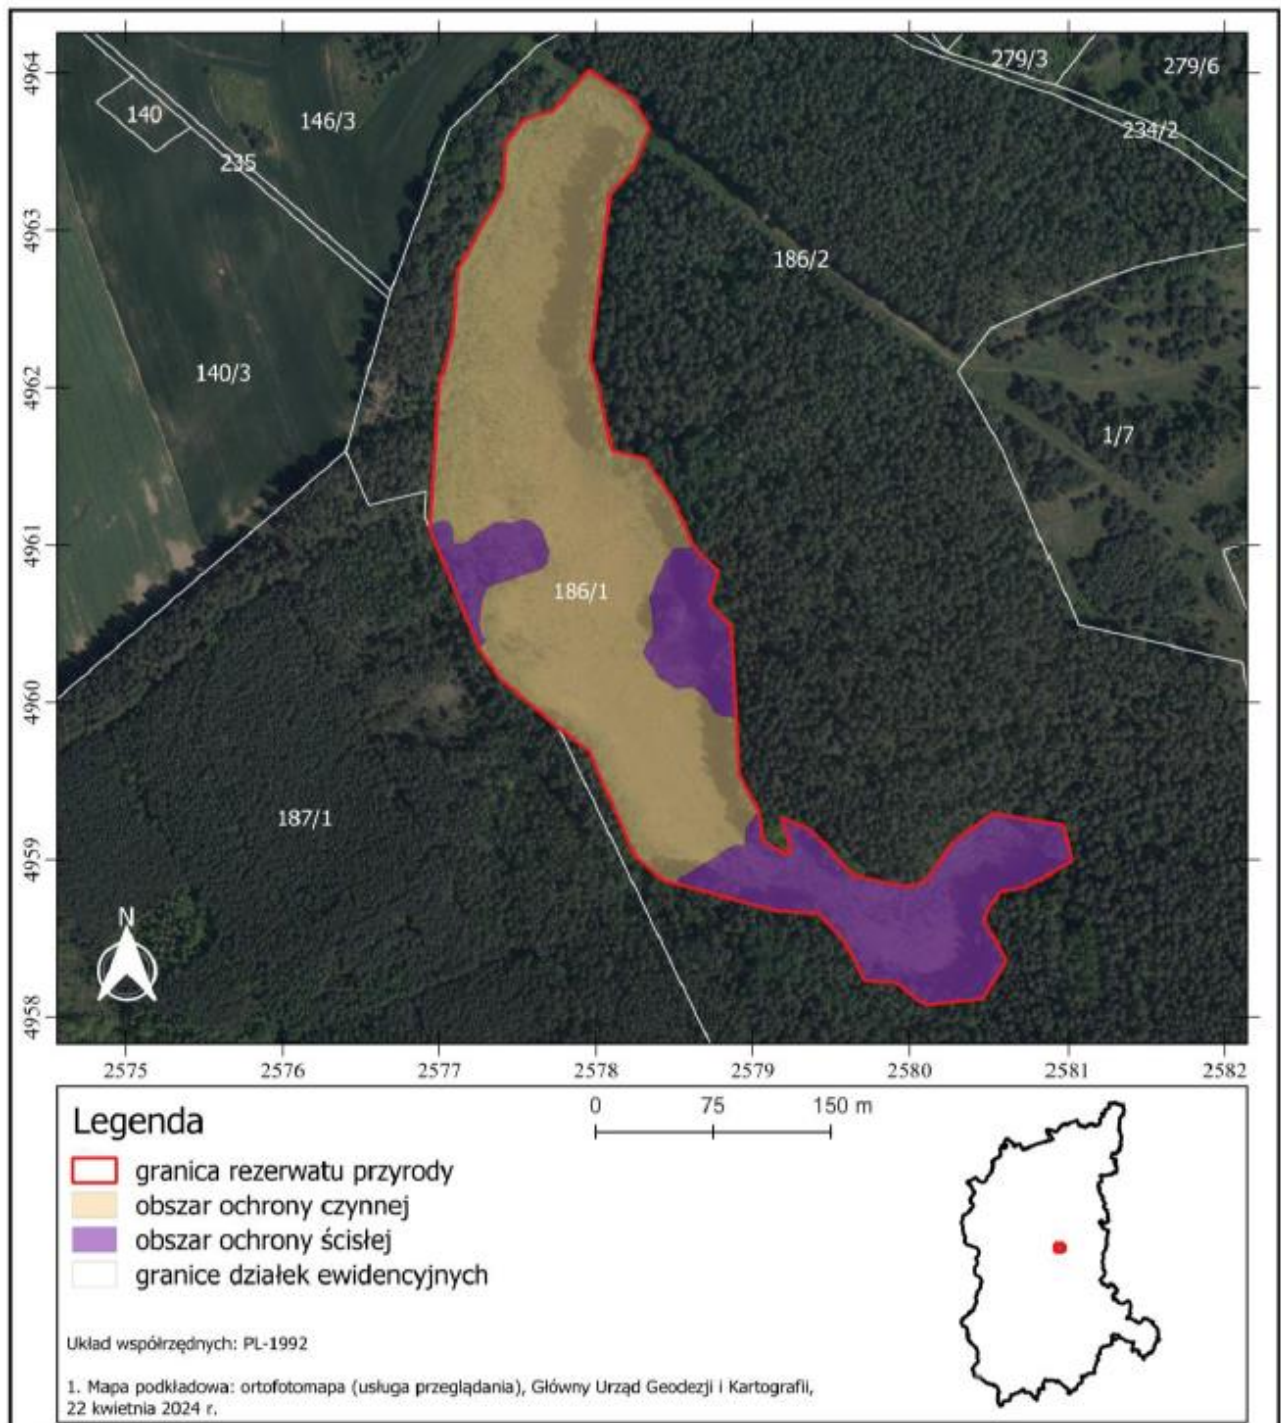 4964
4963
4962
4961
4960
4959
4958
279/3
279/6
140
146/3
234/2
235
186/2
140/3
1/7
186/1
187/1
N
2575 2576 2577 2578 2579 2580 2581 2582
Legenda
granica rezerwatu przyrody
obszar ochrony czynnej
obszar ochrony ścisłej
granice działek ewidencyjnych
0 75 150 m
Układ współrzędnych: PL-1992
1. Mapa podkładowa: ortofotomapa (usługa przeglądania), Główny Urząd Geodezji i Kartografii,
22 kwietnia 2024 r.